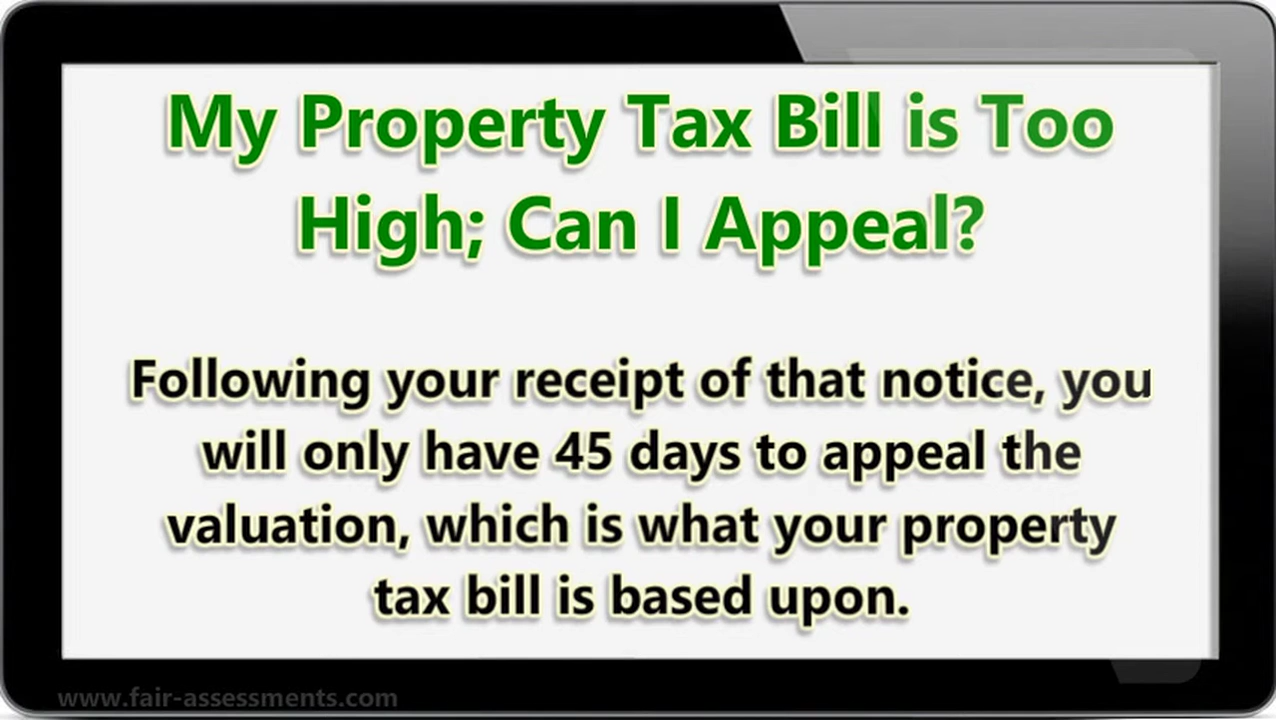 My Property Tax Bill is Too
High; Can I Appeal?
Following your receipt of that notice, you
will only have 45 days to appeal the
valuation, which is what your property
tax bill is based upon.
www.fair-assessments.com